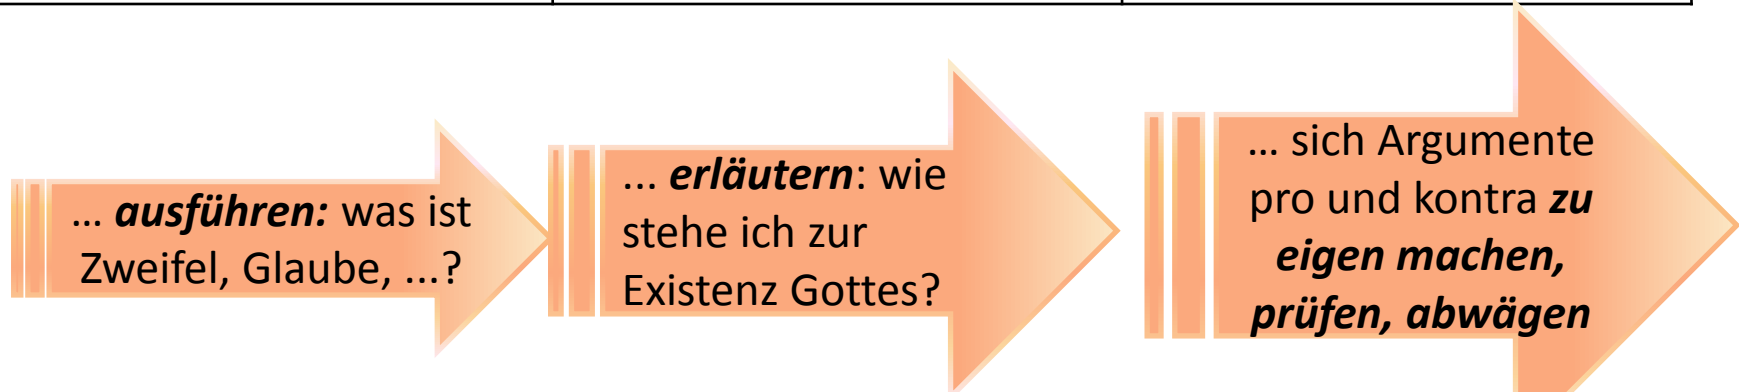 ... ausführen: was ist
Zweifel, Glaube, ...?
... erläutern: wie
stehe ich zur
Existenz Gottes?
... sich Argumente
pro und kontra zu
eigen machen,
prüfen, abwägen